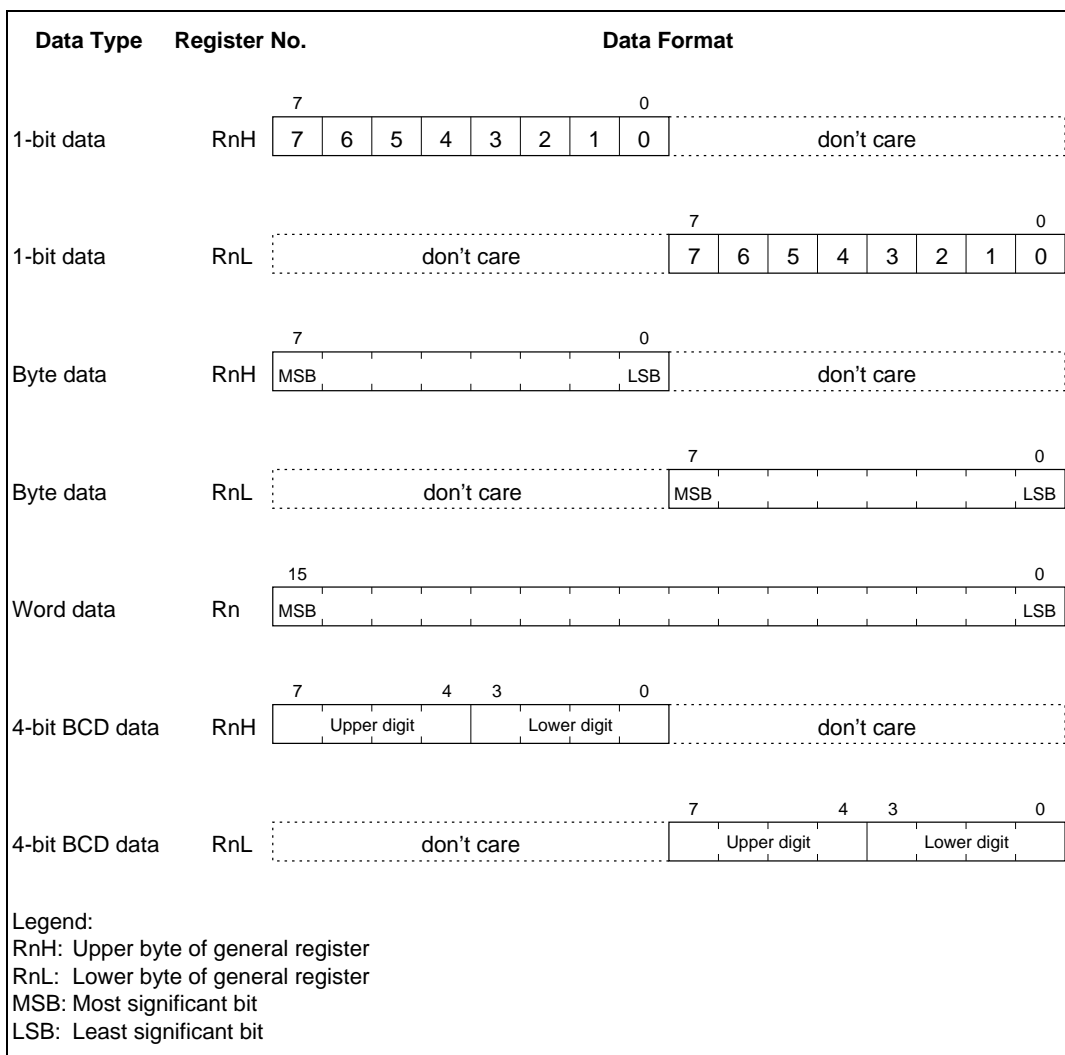 Data Type Register No. Data Format
7 0
1-bit data RnH 7 6 5 4 3 2 1 0 don't care
7 0
1-bit data RnL don't care 7 6 5 4 3 2 1 0
7 0
Byte data RnH MSB LSB don't care
7 0
Byte data RnL don't care MSB LSB
15 0
Word data Rn MSB LSB
7 4 3 0
4-bit BCD data RnH Upper digit Lower digit don't care
7 4 3 0
4-bit BCD data RnL don't care Upper digit Lower digit
Legend:
RnH: Upper byte of general register
RnL: Lower byte of general register
MSB: Most significant bit
LSB: Least significant bit